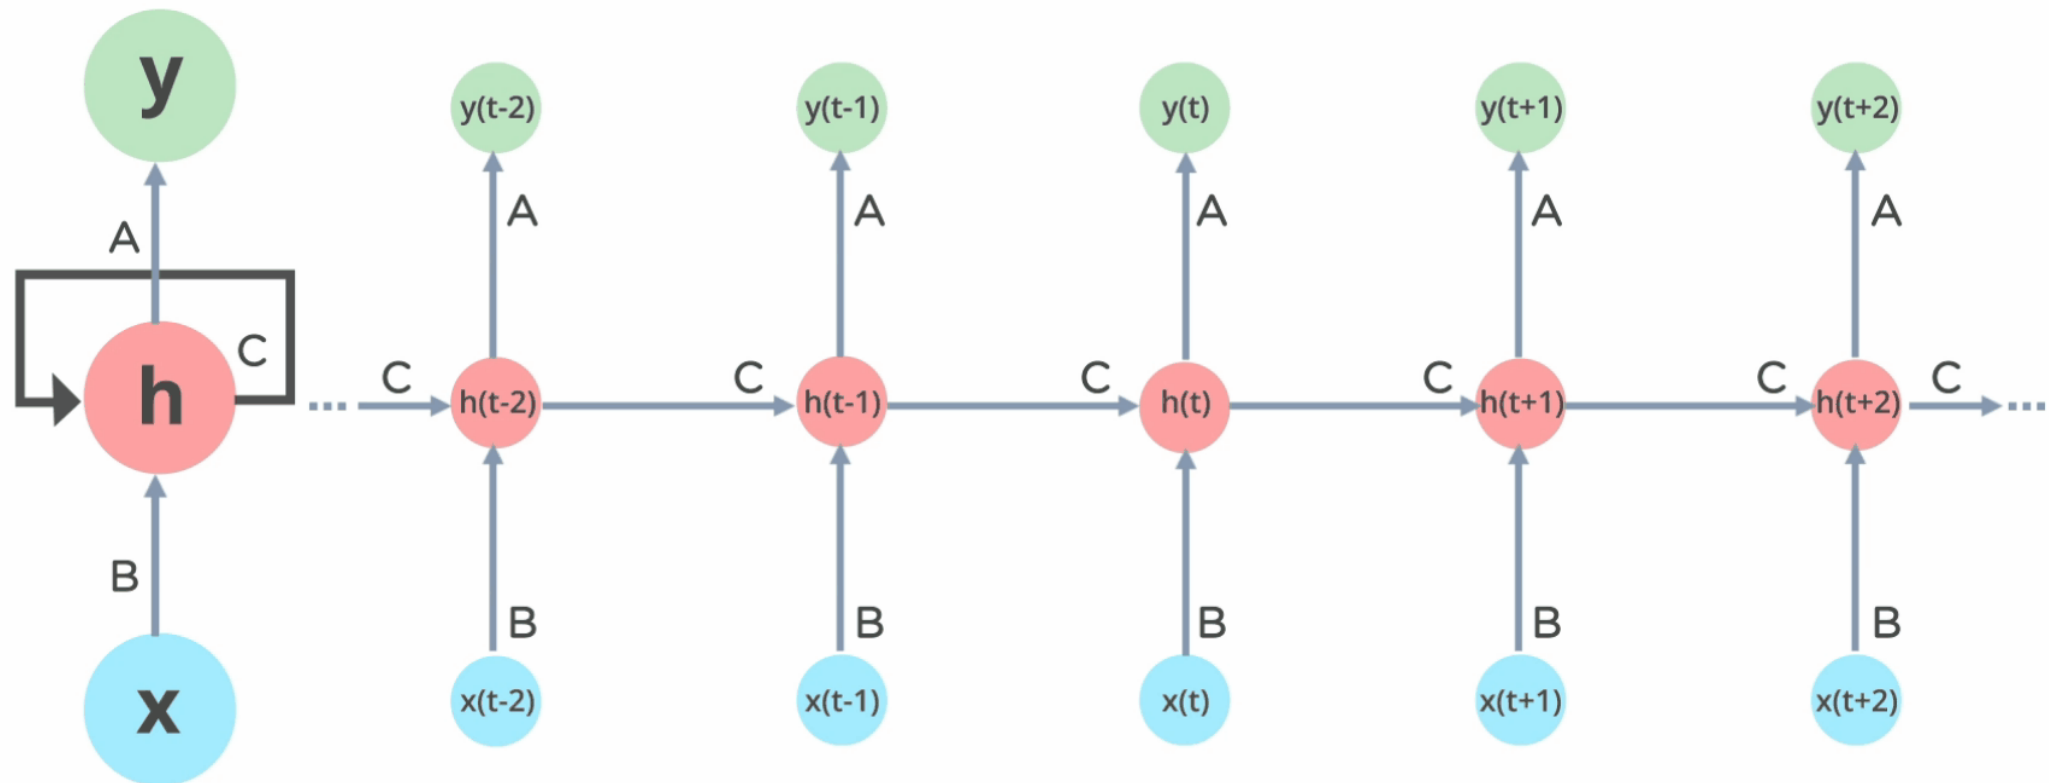 y
y(t-2) y(t-1) y(t) y(t+1) y(t+2)
A A A A A A
C
C C C C C C
h h(t-2) h(t-1) h(t) h(t+1) h(t+2)
B B B B B B
x x(t-2) x(t-1) x(t) x(t+1) x(t+2)